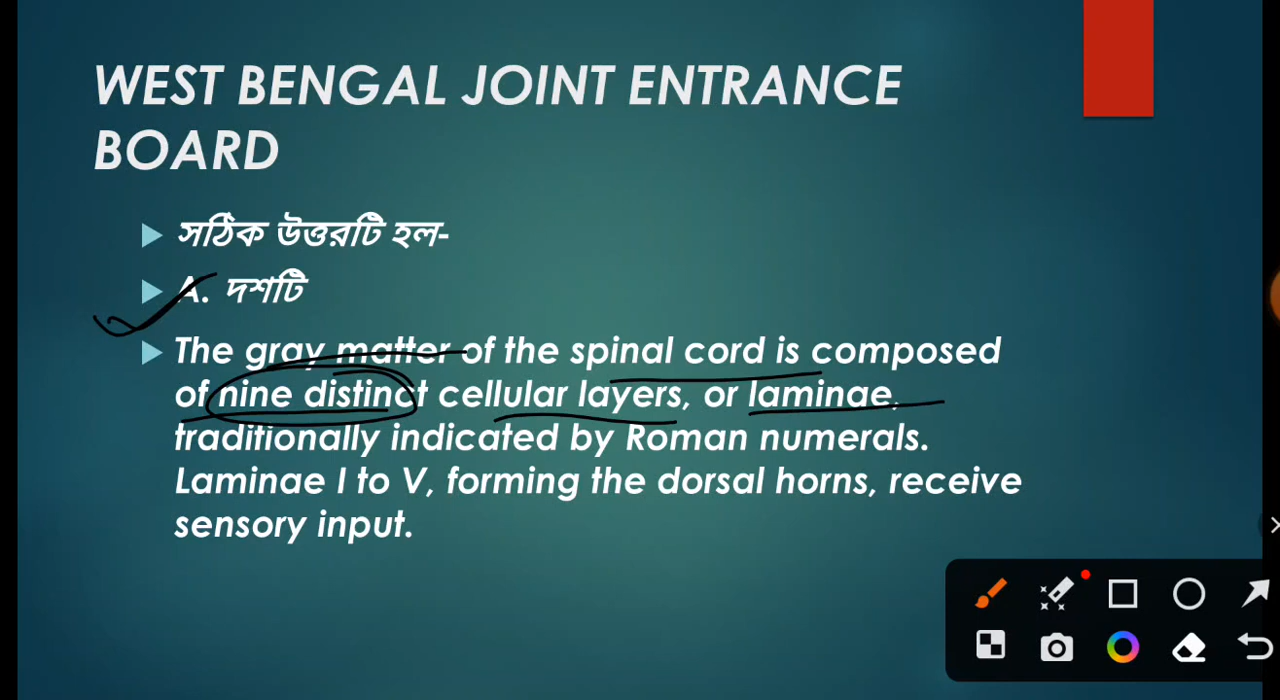 WEST BENGAL JOINT ENTRANCE
BOARD
সঠিক উত্তরটি হল-
A. দশটি
The gray matter of the spinal cord is composed
of nine distinct cellular layers, or laminae,
traditionally indicated by Roman numerals.
Laminae I to V, forming the dorsal horns, receive
sensory input.